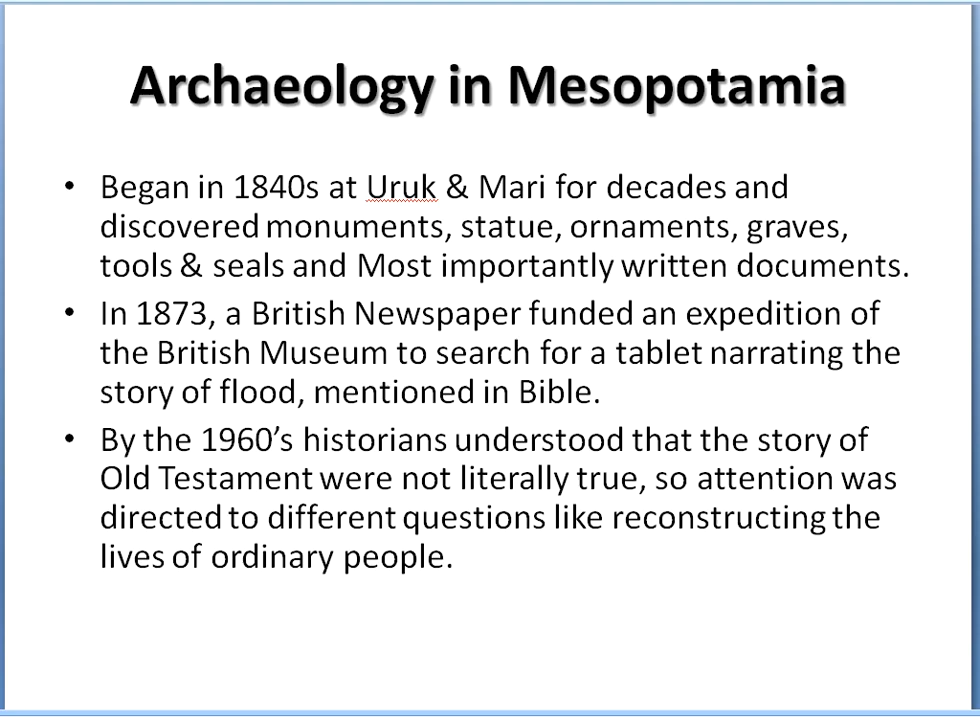 Archaeology in Mesopotamia
• Began in 1840s at Uruk & Mari for decades and
discovered monuments, statue, ornaments, graves,
tools & seals and Most importantly written documents.
• In 1873, a British Newspaper funded an expedition of
the British Museum to search for a tablet narrating the
story of flood, mentioned in Bible.
• By the 1960’s historians understood that the story of
Old Testament were not literally true, so attention was
directed to different questions like reconstructing the
lives of ordinary people.